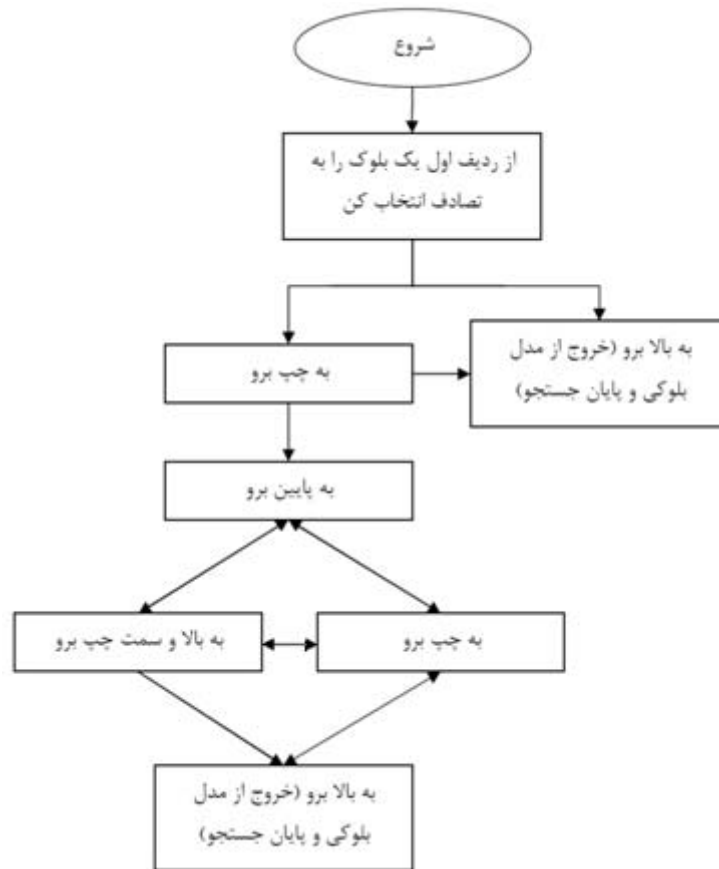 شروع
از ردیف اول یک بلوک را به
تصادف انتخاب کن
به بالا برو (خروج از مدل
بلوکی و پایان جستجو)
به چپ برو
به پایین برو
به چپ برو
به بالا و سمت چپ برو
به بالا برو (خروج از مدل
بلوکی و پایان جستجو)